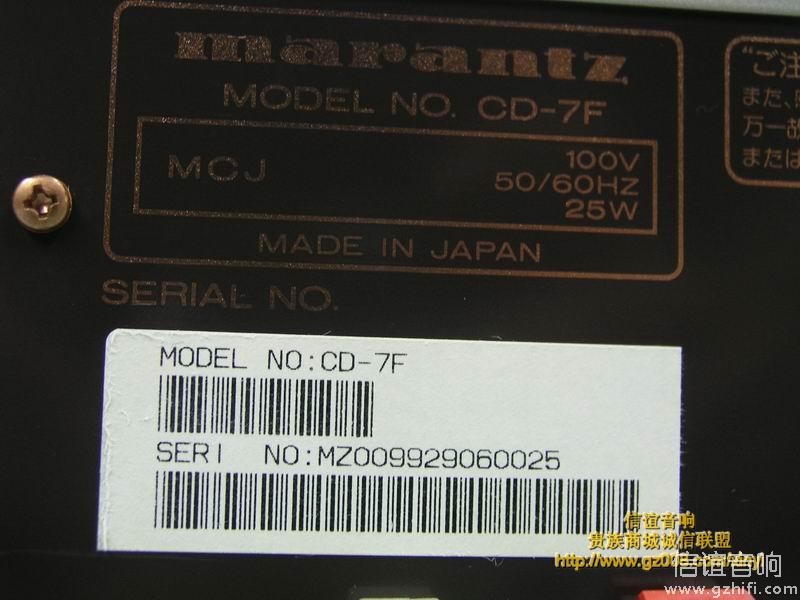 marantz
MODEL NO. CD-7F
MCJ
100V
50/60HZ
25W
MADE IN JAPAN
SERIAL NO.
"ご注
また、
万一故
または
MODEL NO:CD-7F
SERI NO:MZ009929060025
信谊音响
贵族商城诚信联盟
信谊音响
www.gzhifi.com